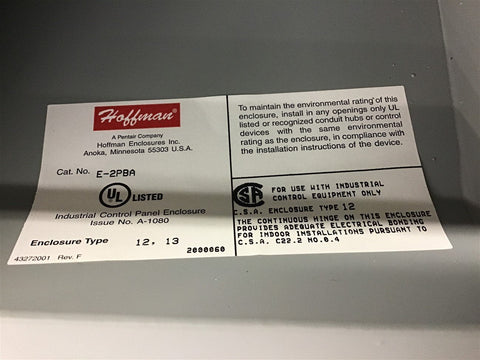 Hoffman®
A Pentair Company
Hoffman Enclosures Inc.
Anoka, Minnesota 55303 U.S.A.
Cat. No. E-2PBA
UL® LISTED
Industrial Control Panel Enclosure
Issue No. A-1080
Enclosure Type 12, 13
2000060
43272001 Rev. F
To maintain the environmental rating of this
enclosure, install in any openings only UL
listed or recognized conduit hubs or control
devices with the same environmental
rating as the enclosure, in compliance with
the installation instructions of the device.
SA® FOR USE WITH INDUSTRIAL
CONTROL EQUIPMENT ONLY
C.S.A. ENCLOSURE TYPE 12
THE CONTINUOUS HINGE ON THIS ENCLOSURE
PROVIDES ADEQUATE ELECTRICAL BONDING
FOR INDOOR INSTALLATIONS PURSUANT TO
C.S.A. C22.2 NO.0.4